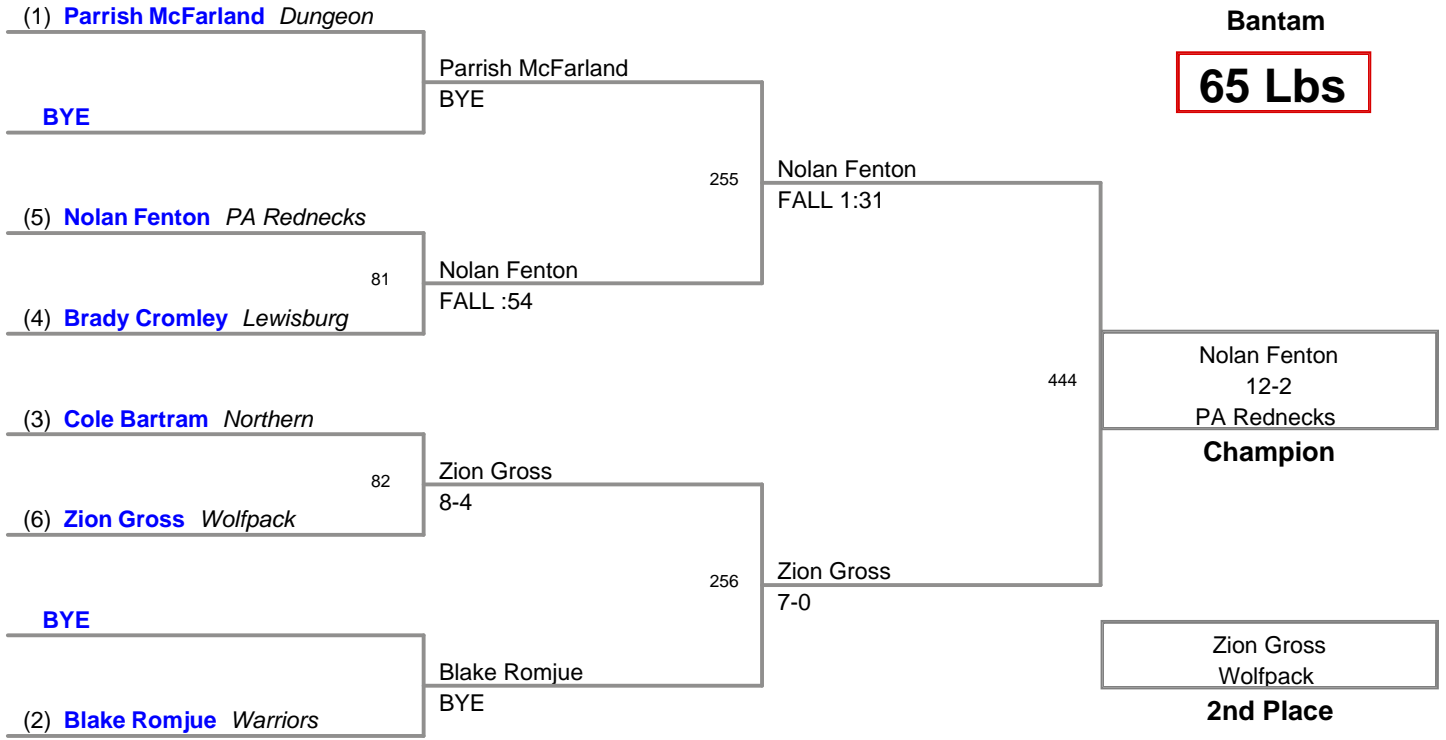 (1) Parrish McFarland Dungeon
BYE
(5) Nolan Fenton PA Rednecks
81
(4) Brady Cromley Lewisburg
(3) Cole Bartram Northern
82
(6) Zion Gross Wolfpack
BYE
(2) Blake Romjue Warriors
Parrish McFarland
BYE
255
Nolan Fenton
FALL :54
Zion Gross
8-4
256
Blake Romjue
BYE
Nolan Fenton
FALL 1:31
444
Zion Gross
7-0
Bantam
65 Lbs
Nolan Fenton
12-2
PA Rednecks
Champion
Zion Gross
Wolfpack
2nd Place